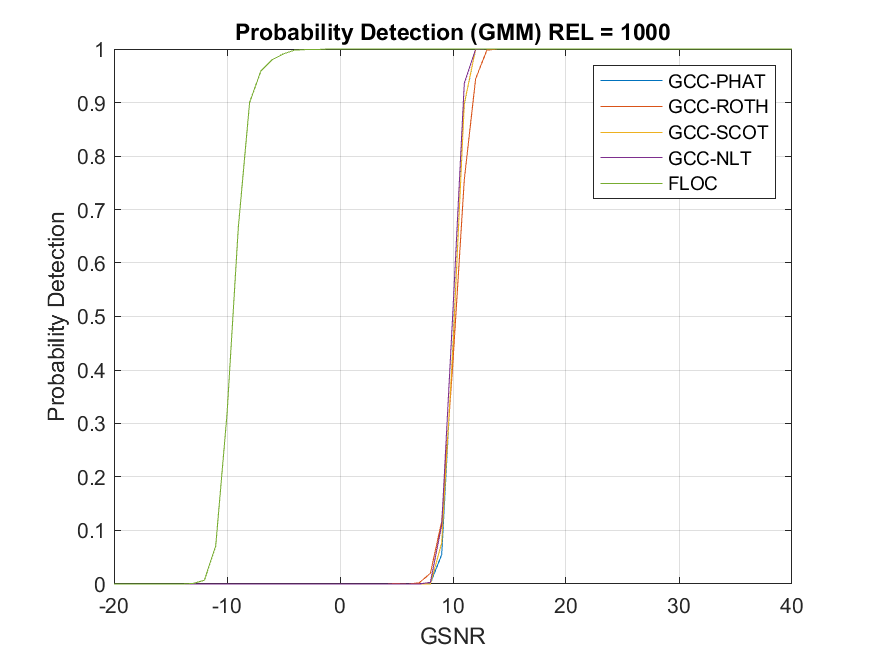 Probability Detection (GMM) REL = 1000
1
0.9
0.8
0.7
0.6
0.5
0.4
0.3
0.2
0.1
0
Probability Detection
GCC-PHAT
GCC-ROTH
GCC-SCOT
GCC-NLT
FLOC
-20 -10 0 10 20 30 40
GSNR